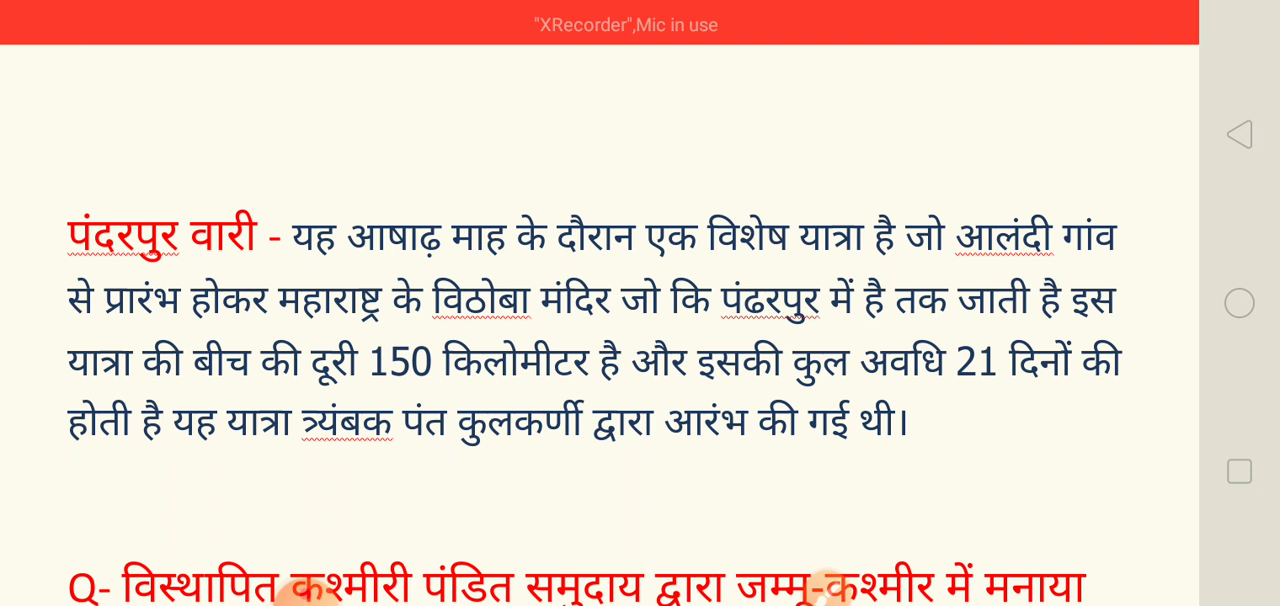 "XRecorder",Mic in use
पंदरपुर वारी - यह आषाढ़ माह के दौरान एक विशेष यात्रा है जो आलंदी गांव
से प्रारंभ होकर महाराष्ट्र के विठोबा मंदिर जो कि पंढरपुर में है तक जाती है इस
यात्रा की बीच की दूरी 150 किलोमीटर है और इसकी कुल अवधि 21 दिनों की
होती है यह यात्रा त्र्यंबक पंत कुलकर्णी द्वारा आरंभ की गई थी।
Q- विस्थापित कश्मीरी पंडित समुदाय द्वारा जम्मू-कश्मीर में मनाया